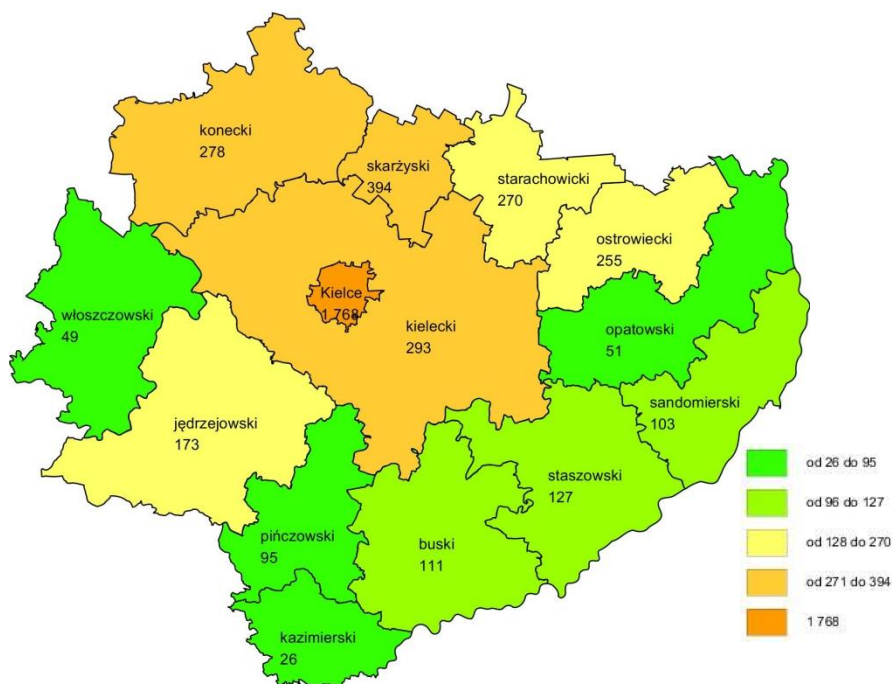 konecki
278
skarżyski
394
starachowicki
270
ostrowiecki
255
Kielce
1 768
włoszczowski
49
kielecki
293
opatowski
51
jędrzejowski
173
sandomierski
103
staszowski
127
pińczowski
95
buski
111
kazimierski
26
od 26 do 95
od 96 do 127
od 128 do 270
od 271 do 394
1 768